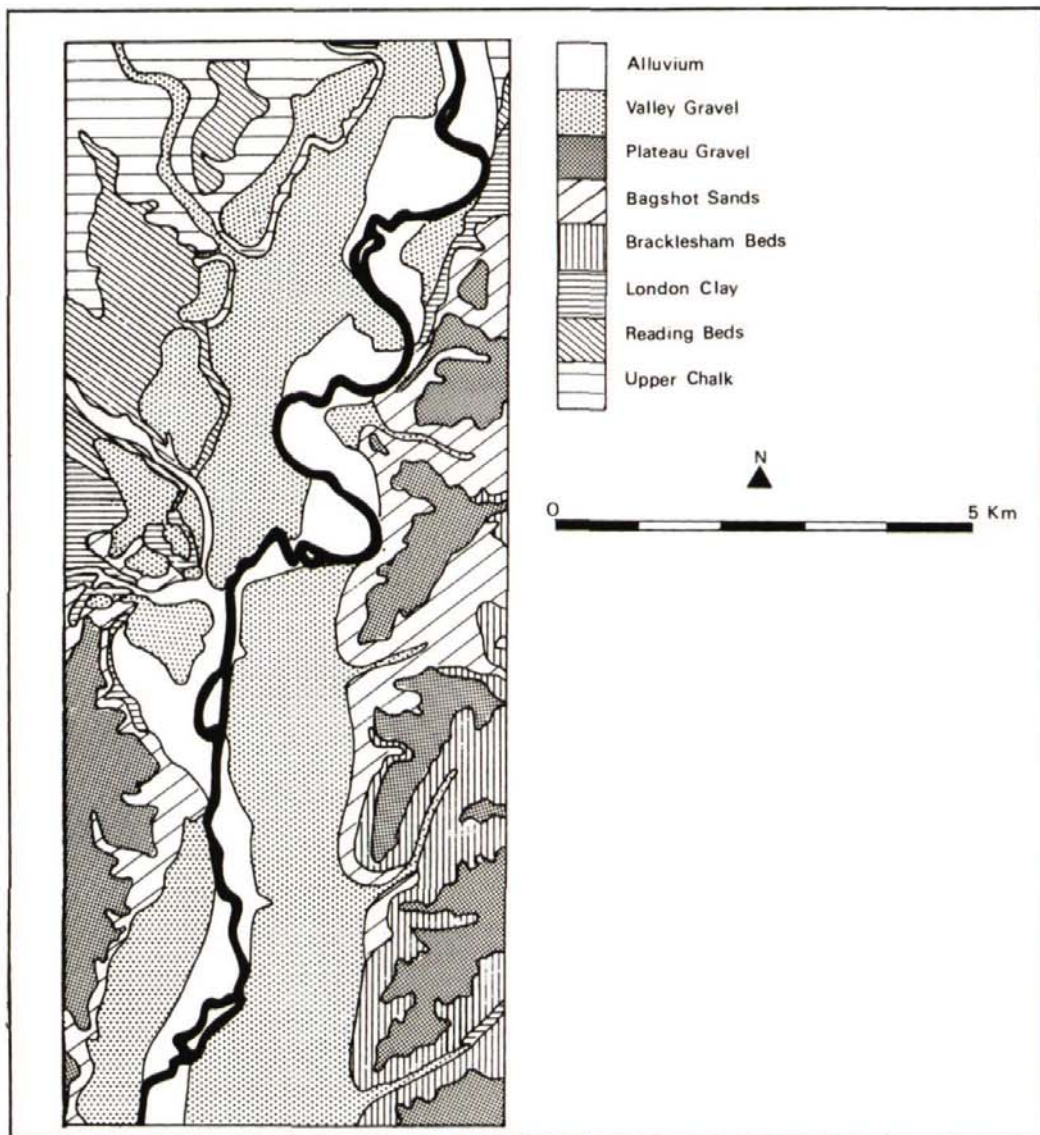 Alluvium
Valley Gravel
Plateau Gravel
Bagshot Sands
Bracklesham Beds
London Clay
Reading Beds
Upper Chalk
N
0 5 Km